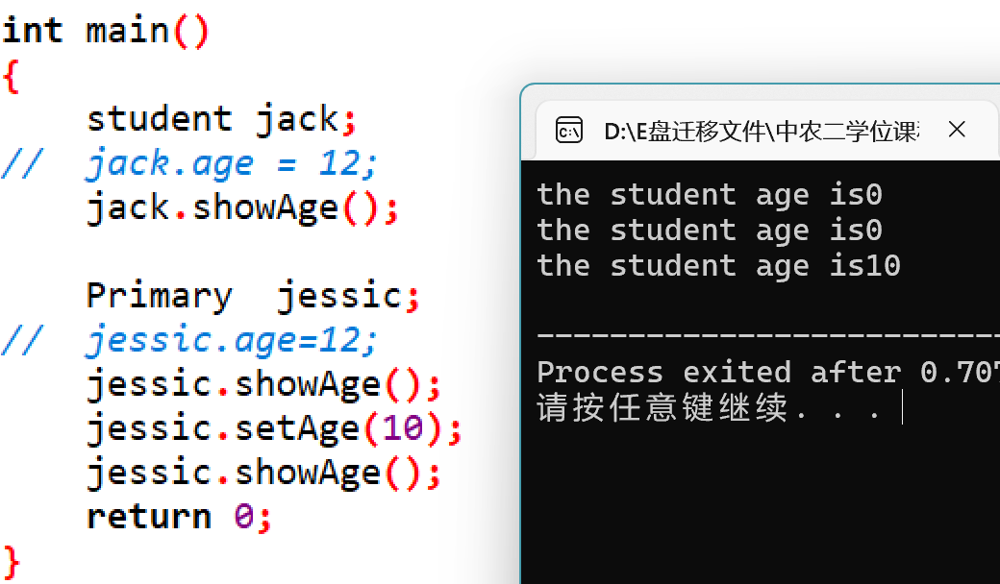 int main()
{
student jack;
// jack.age = 12;
jack.showAge();
Primary jessic;
// jessic.age=12;
jessic.showAge();
jessic.setAge(10);
jessic.showAge();
return 0;
}
D:\E盘迁移文件\中农二学位课
the student age is0
the student age is0
the student age is10
--------------------------
Process exited after 0.707
请按任意键继续. . .